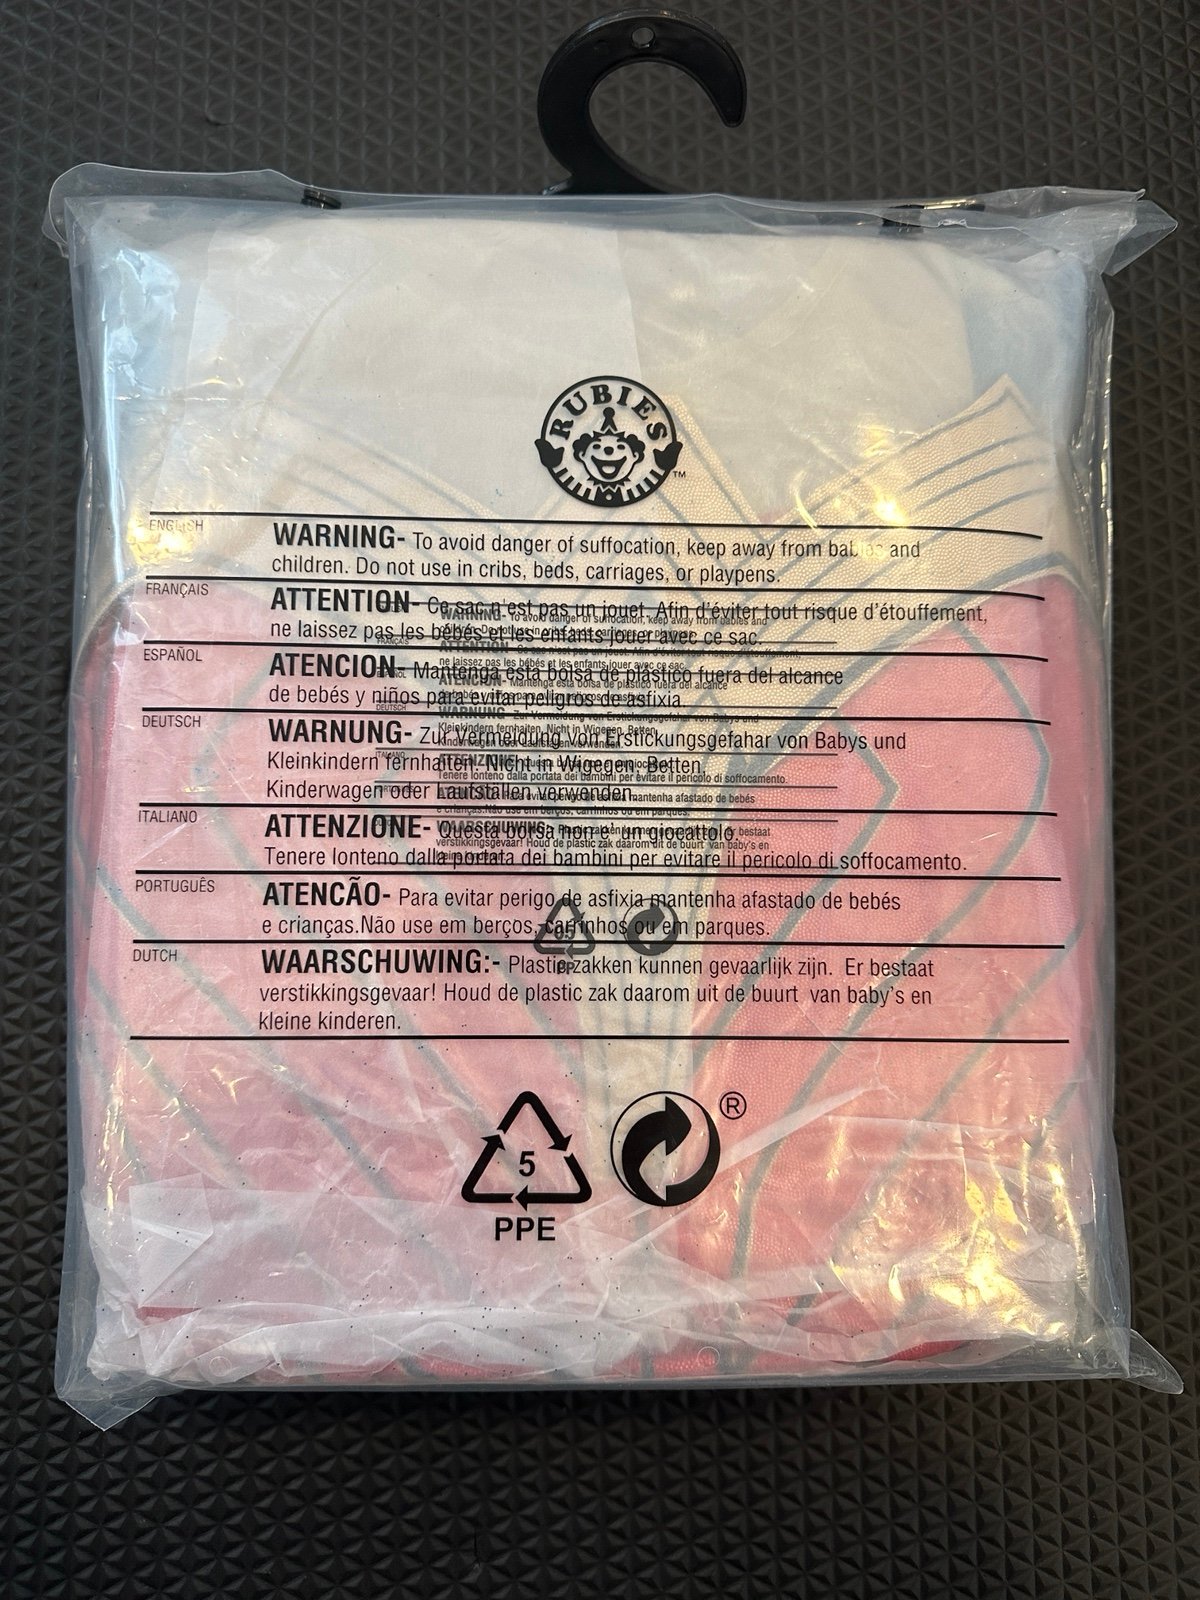 RUBIES
TM
ENGLISH
WARNING- To avoid danger of suffocation, keep away from babies and
children. Do not use in cribs, beds, carriages, or playpens.
FRANÇAIS
ATTENTION- Ce sac n'est pas un jouet. Afin d'éviter tout risque d'étouffement,
ne laissez pas les bébés et les enfants jouer avec ce sac.
ESPAÑOL
ATENCION- Mantenga esta bolsa de plástico fuera del alcance
de bebés y niños para evitar peligros de asfixia.
DEUTSCH
WARNUNG- Zur Vermeidung von Erstickungsgefahar von Babys und
Kleinkindern fernhaiten. Nicht in Wigegen. Betten.
Kinderwagen oder Laufställen verwenden.
ITALIANO
ATTENZIONE- Questa borsa non e' un giocattolo.
Tenere lonteno dalla portata dei bambini per evitare il pericolo di soffocamento.
PORTUGUÊS
ATENCÃO- Para evitar perigo de asfixia mantenha afastado de bebés
e crianças.Não use em berços, carrinhos ou em parques.
DUTCH
WAARSCHUWING:- Plastic zakken kunnen gevaarlijk zijn. Er bestaat
verstikkingsgevaar! Houd de plastic zak daarom uit de buurt van baby's en
kleine kinderen.
5
PPE
®